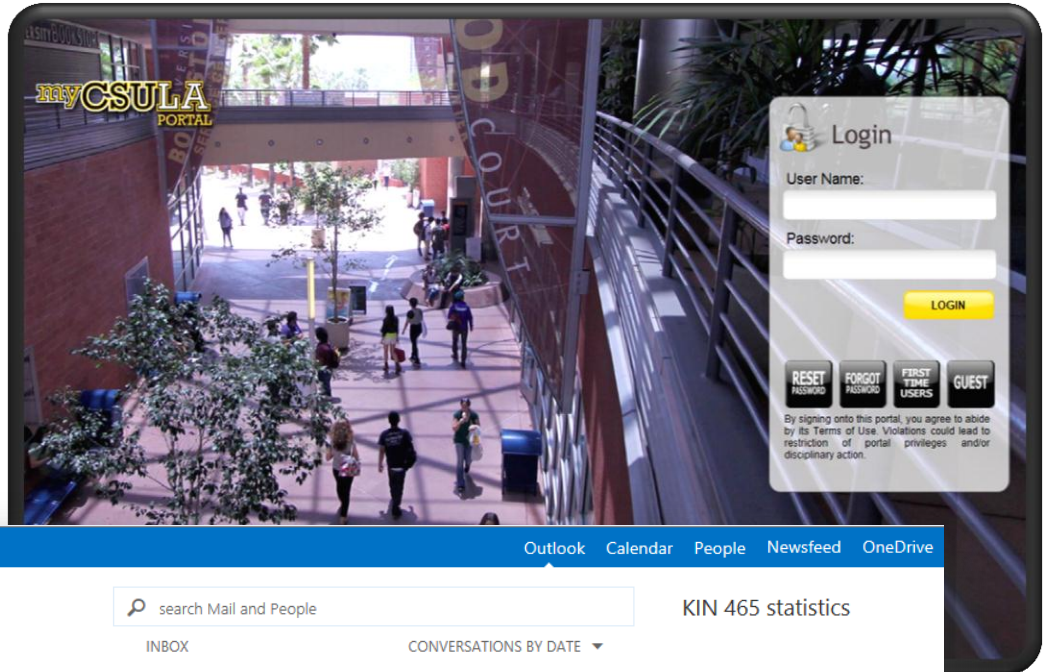 BOOKSTORE
myCSULA
PORTAL
FOOD COURT
Login
User Name:
Password:
LOGIN
RESET
PASSWORD
FORGOT
PASSWORD
FIRST
TIME
USERS
GUEST
By signing onto this portal, you agree to abide
by its Terms of Use. Violations could lead to
restriction of portal privileges and/or
disciplinary action.
Outlook Calendar People Newsfeed OneDrive
search Mail and People
KIN 465 statistics
INBOX
CONVERSATIONS BY DATE